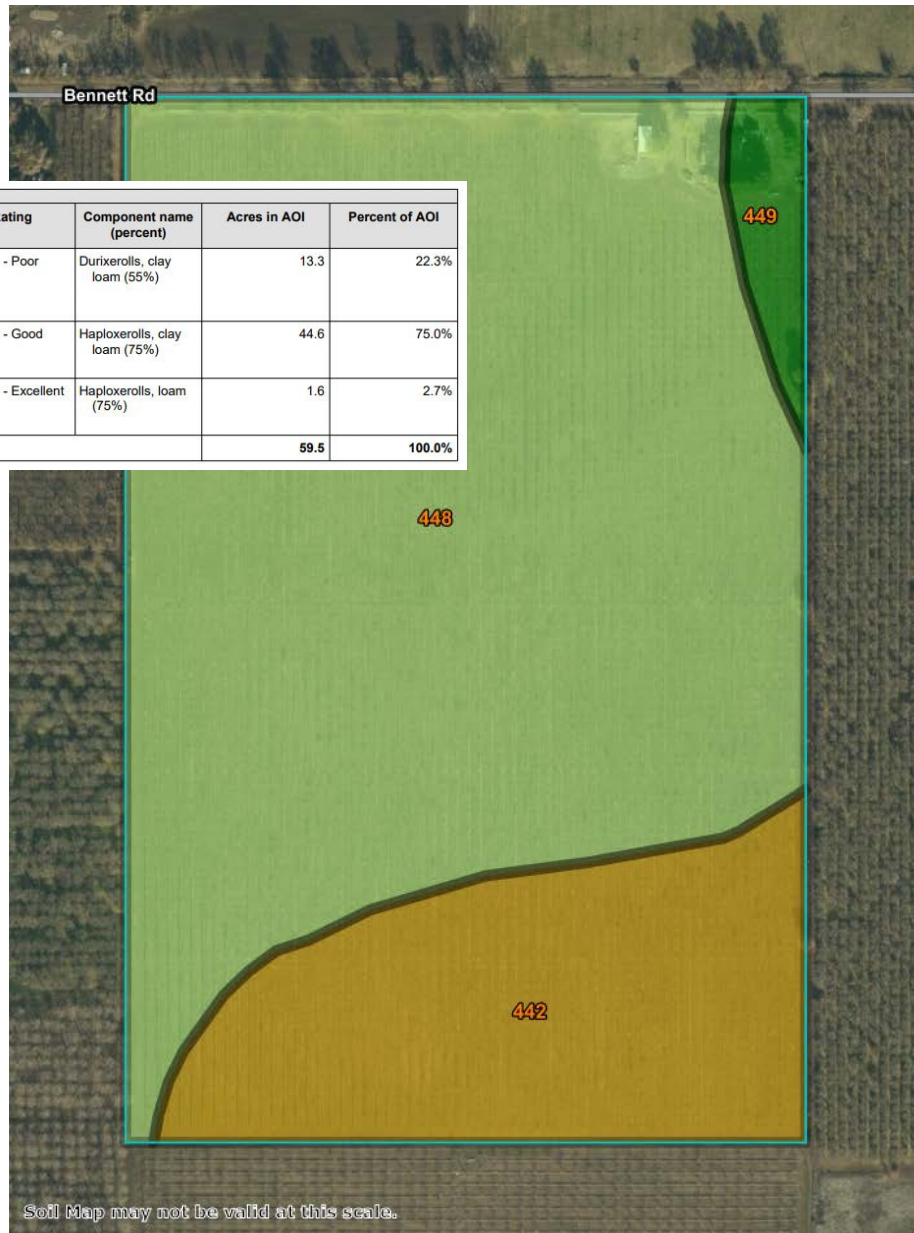 Bennett Rd
449
Component name Acres in AOI Percent of AOI
(percent)
- Poor Durixerolls, clay 13.3 22.3%
loam (55%)
- Good Haploxerolls, clay 44.6 75.0%
loam (75%)
- Excellent Haploxerolls, loam 1.6 2.7%
(75%)
59.5 100.0%
448
442
Soil Map may not be valid at this scale.